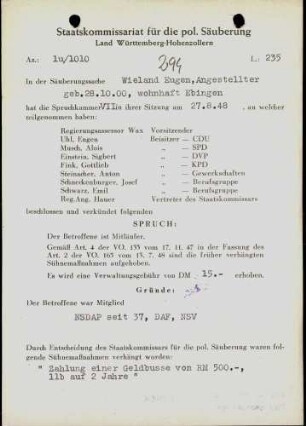 Staatskommissariat für die pol. Säuberung
Land Württemberg-Hohenzollern
Az.: lu/1010
394
L: 235
In der Säuberungssache Wieland Eugen, Angestellter
geb.28.10.00, wohnhaft Ebingen
hat die Spruchkammer VII in ihrer Sitzung am 27.8.48 , an welcher
teilgenommen haben:
Regierungsassessor Wax Vorsitzender
Uhl, Eugen Beisitzer — CDU
Musch, Alois „ — SPD
Einstein, Sigbert „ — DVP
Fink, Gottlieb „ — KPD
Steinacher, Anton „ — Gewerkschaften
Schneckenburger, Josef „ — Berufsgruppe
Schwarz, Emil „ — Berufsgruppe
Reg.Ang. Hauer Vertreter des Staatskommissars
beschlossen und verkündet folgenden
SPRUCH:
Der Betroffene ist Mitläufer.
Gemäß Art. 4 der VO. 133 vom 17. 11. 47 in der Fassung des
Art. 2 der VO. 165 vom 13. 7. 48 sind die früher verhängten
Sühnemaßnahmen aufgehoben.
Es wird eine Verwaltungsgebühr von DM 15.- erhoben.
Gründe:
Der Betroffene war Mitglied
NSDAP seit 37, DAF, NSV
Durch Entscheidung des Staatskommissars für die pol. Säuberung waren fol-
gende Sühnemaßnahmen verhängt worden:
" Zahlung einer Geldbusse von RM 500.-,
llb auf 2 Jahre "